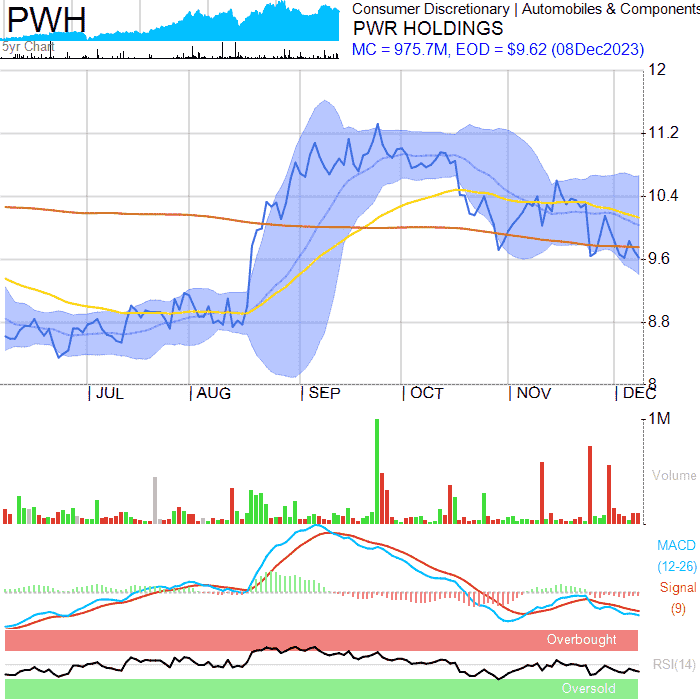 PWH
5yr Chart
Consumer Discretionary | Automobiles & Components
PWR HOLDINGS
MC = 975.7M, EOD = $9.62 (08Dec2023)
12
11.2
10.4
9.6
8.8
8
JUL
AUG
SEP
OCT
NOV
DEC
1M
Volume
MACD
(12-26)
Signal
(9)
Overbought
RSI(14)
Oversold